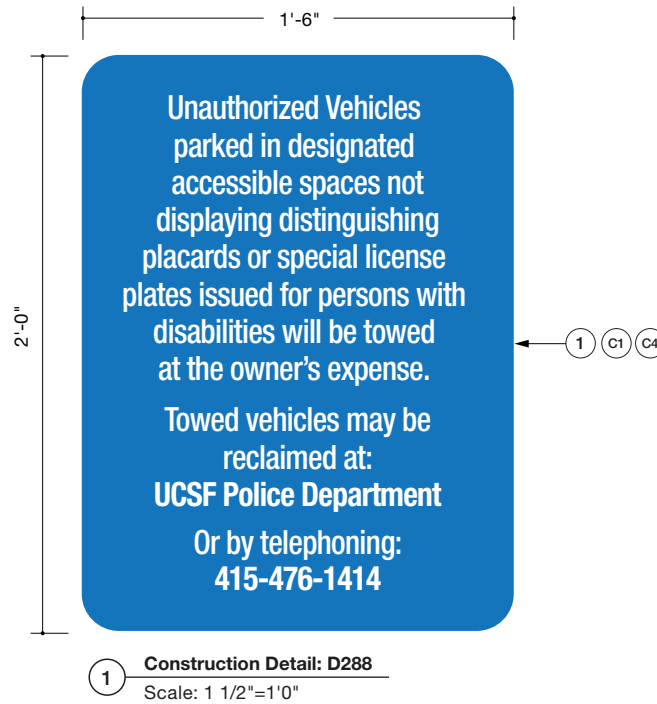 1'-6"
Unauthorized Vehicles
parked in designated
accessible spaces not
displaying distinguishing
placards or special license
plates issued for persons with
disabilities will be towed
at the owner’s expense.
2'-0"
1 C1 C4
Towed vehicles may be
reclaimed at:
UCSF Police Department
Or by telephoning:
415-476-1414
1
Construction Detail: D288
Scale: 1 1/2"=1'0"